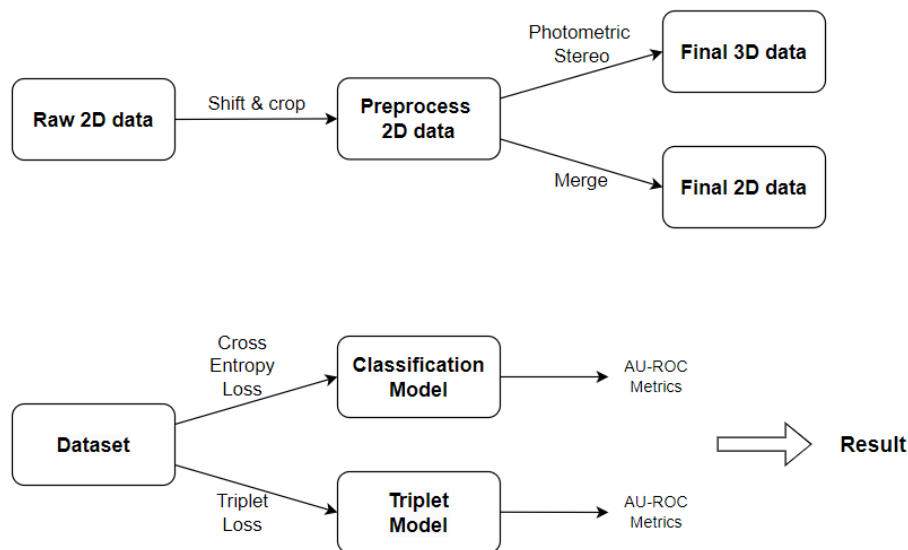 Photometric
Stereo
Final 3D data
Raw 2D data
Shift & crop
Preprocess
2D data
Merge
Final 2D data
Cross
Entropy
Loss
Classification
Model
AU-ROC
Metrics
Dataset
Result
Triplet
Loss
Triplet
Model
AU-ROC
Metrics